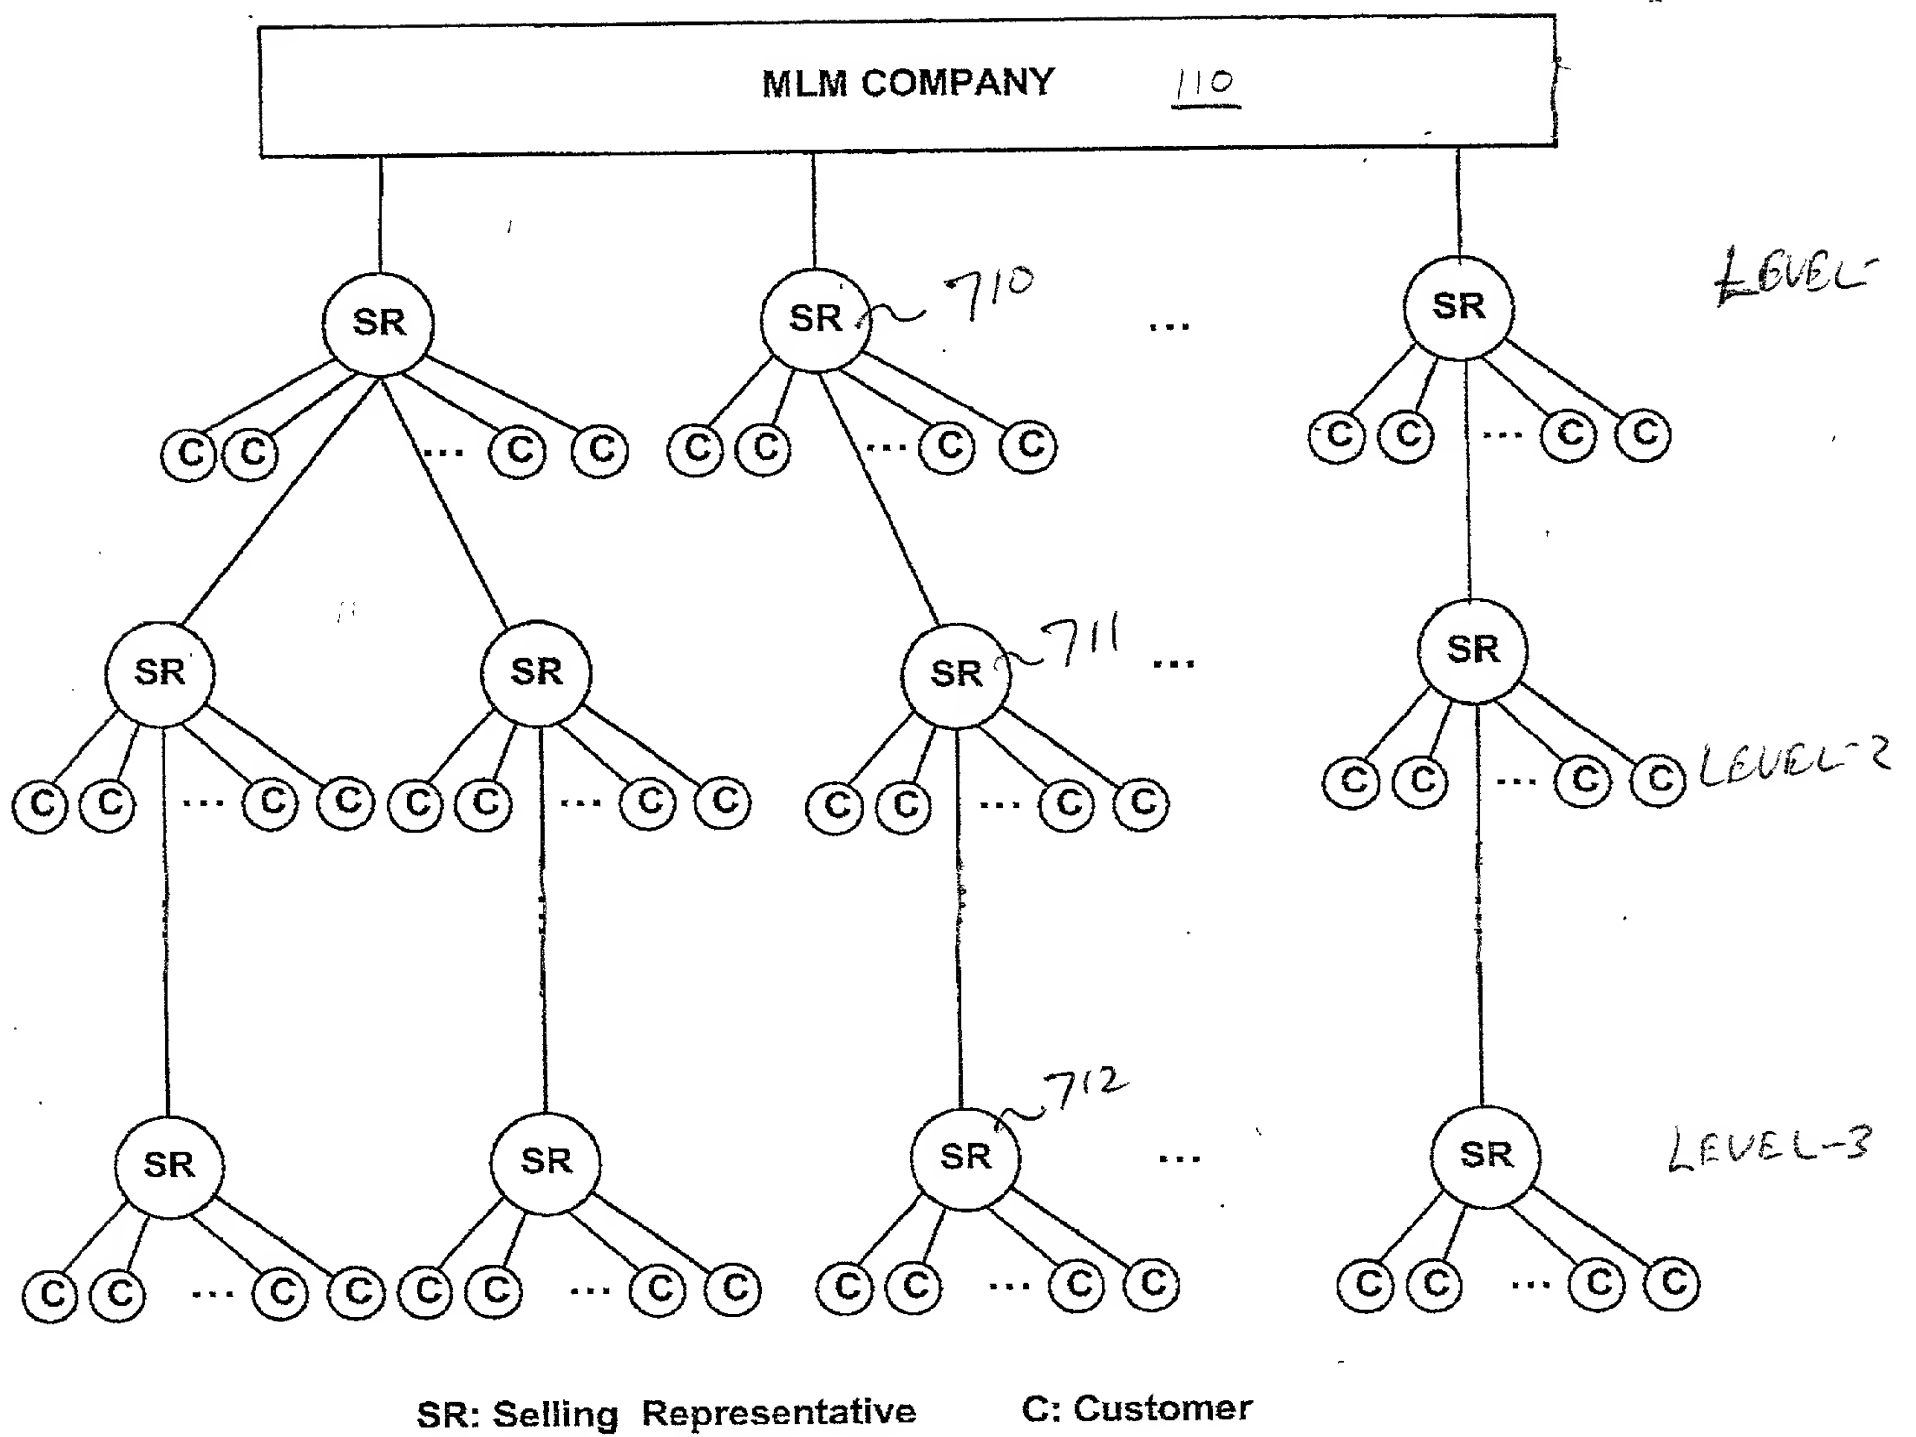 MLM COMPANY 110
SR SR 710 ... SR LEVEL-
C C ... C C C C ... C C C C ... C C
SR SR SR 711 ... SR
C C ... C C C C ... C C C C ... C C C C ... C C LEVEL-2
SR SR SR 712 ... SR LEVEL-3
C C ... C C C C ... C C C C ... C C C C ... C C
SR: Selling Representative C: Customer